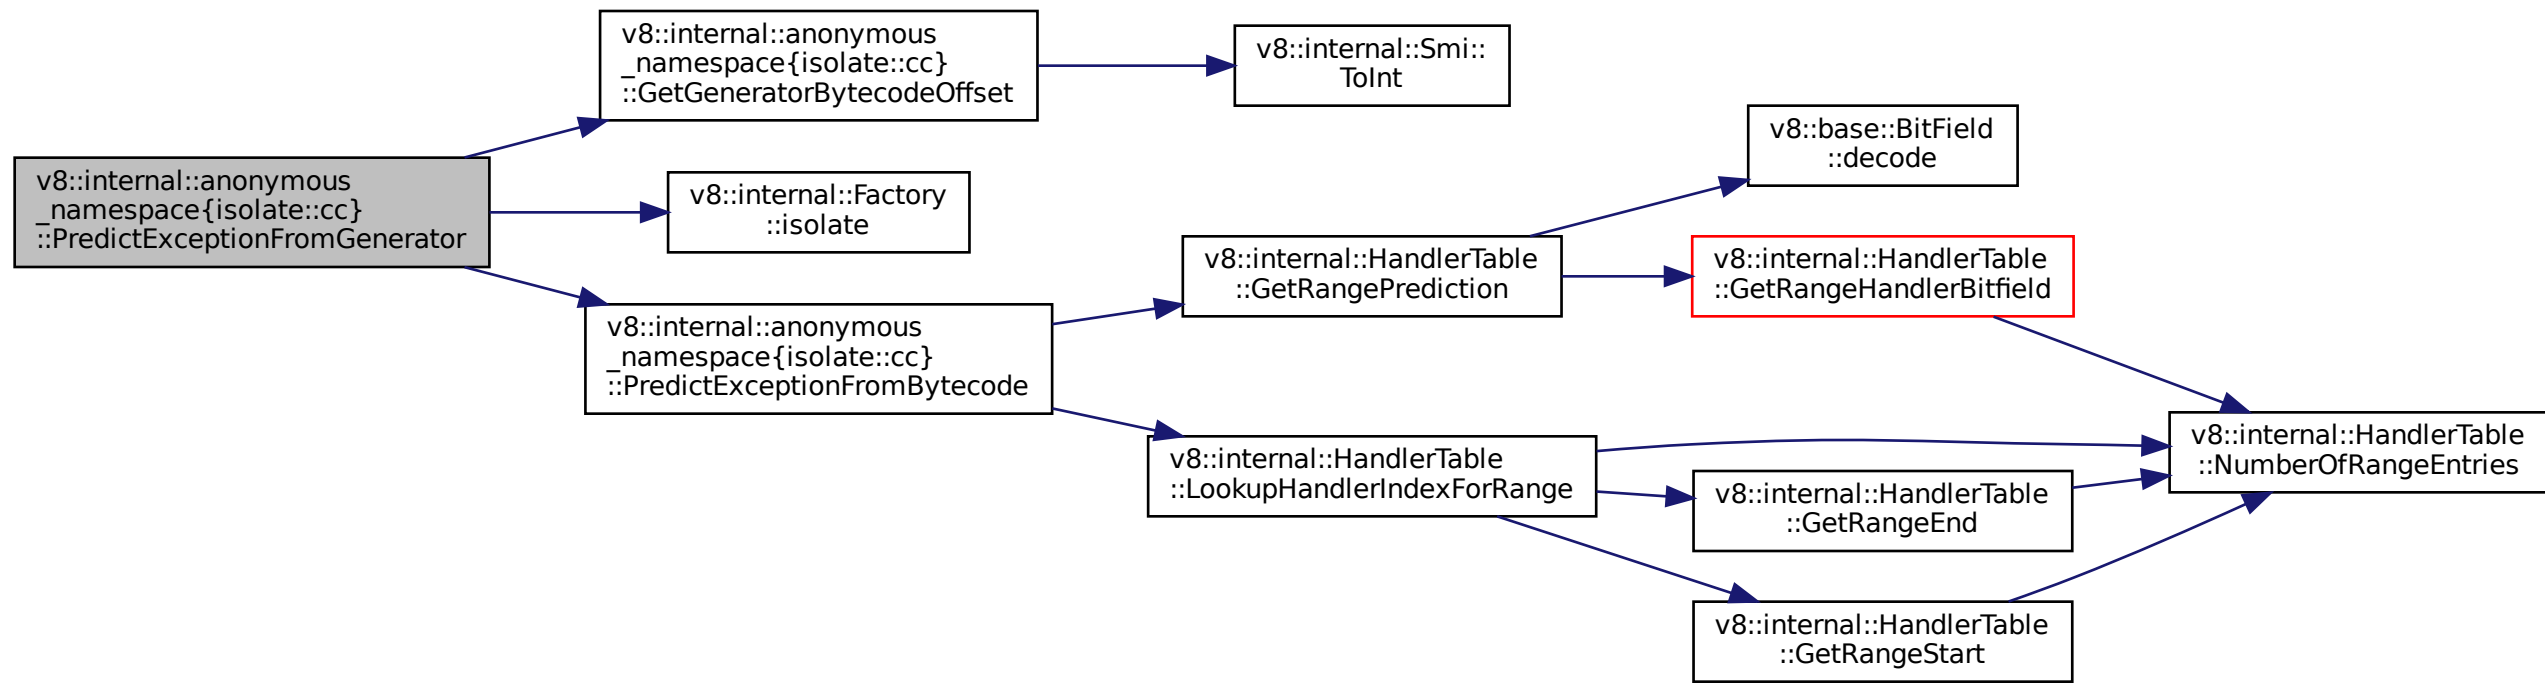 v8::internal::anonymous
_namespace{isolate::cc}
::PredictExceptionFromGenerator
v8::internal::anonymous
_namespace{isolate::cc}
::GetGeneratorBytecodeOffset
v8::internal::Smi::
ToInt
v8::internal::Factory
::isolate
v8::internal::anonymous
_namespace{isolate::cc}
::PredictExceptionFromBytecode
v8::internal::HandlerTable
::GetRangePrediction
v8::base::BitField
::decode
v8::internal::HandlerTable
::GetRangeHandlerBitfield
v8::internal::HandlerTable
::NumberOfRangeEntries
v8::internal::HandlerTable
::LookupHandlerIndexForRange
v8::internal::HandlerTable
::GetRangeEnd
v8::internal::HandlerTable
::GetRangeStart